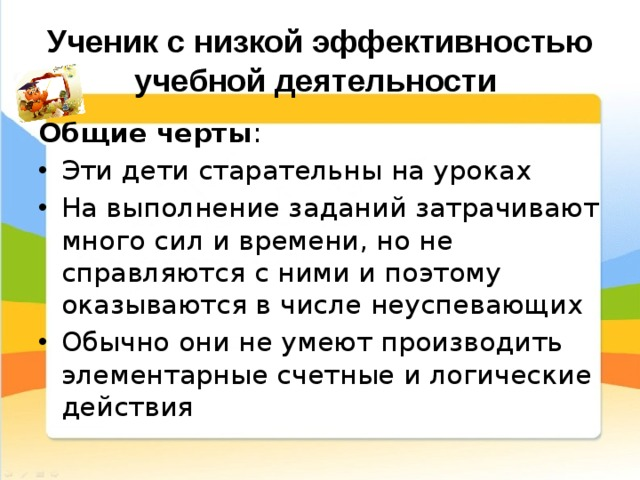 Ученик с низкой эффективностью
учебной деятельности
Общие черты:
• Эти дети старательны на уроках
• На выполнение заданий затрачивают
много сил и времени, но не
справляются с ними и поэтому
оказываются в числе неуспевающих
• Обычно они не умеют производить
элементарные счетные и логические
действия